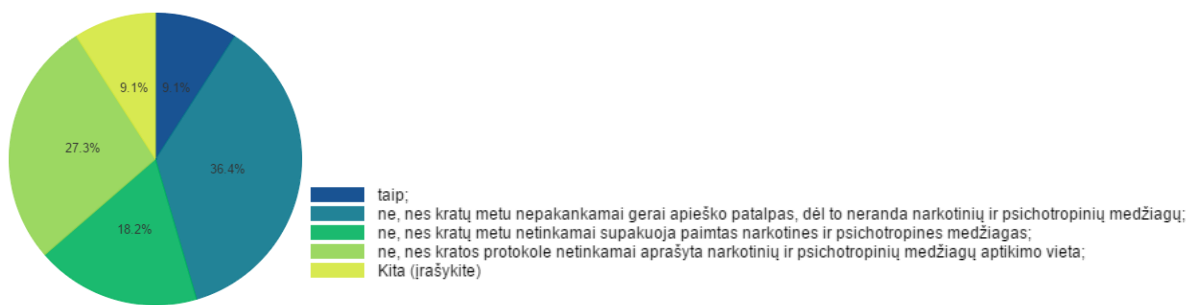 9.1%
9.1%
27.3%
36.4%
18.2%
taip;
ne, nes kratų metu nepakankamai gerai apieško patalpas, dėl to neranda narkotinių ir psichotropinių medžiagų;
ne, nes kratų metu netinkamai supakuoja paimtas narkotines ir psichotropines medžiagas;
ne, nes kratos protokole netinkamai aprašyta narkotinių ir psichotropinių medžiagų aptikimo vieta;
Kita (įrašykite)